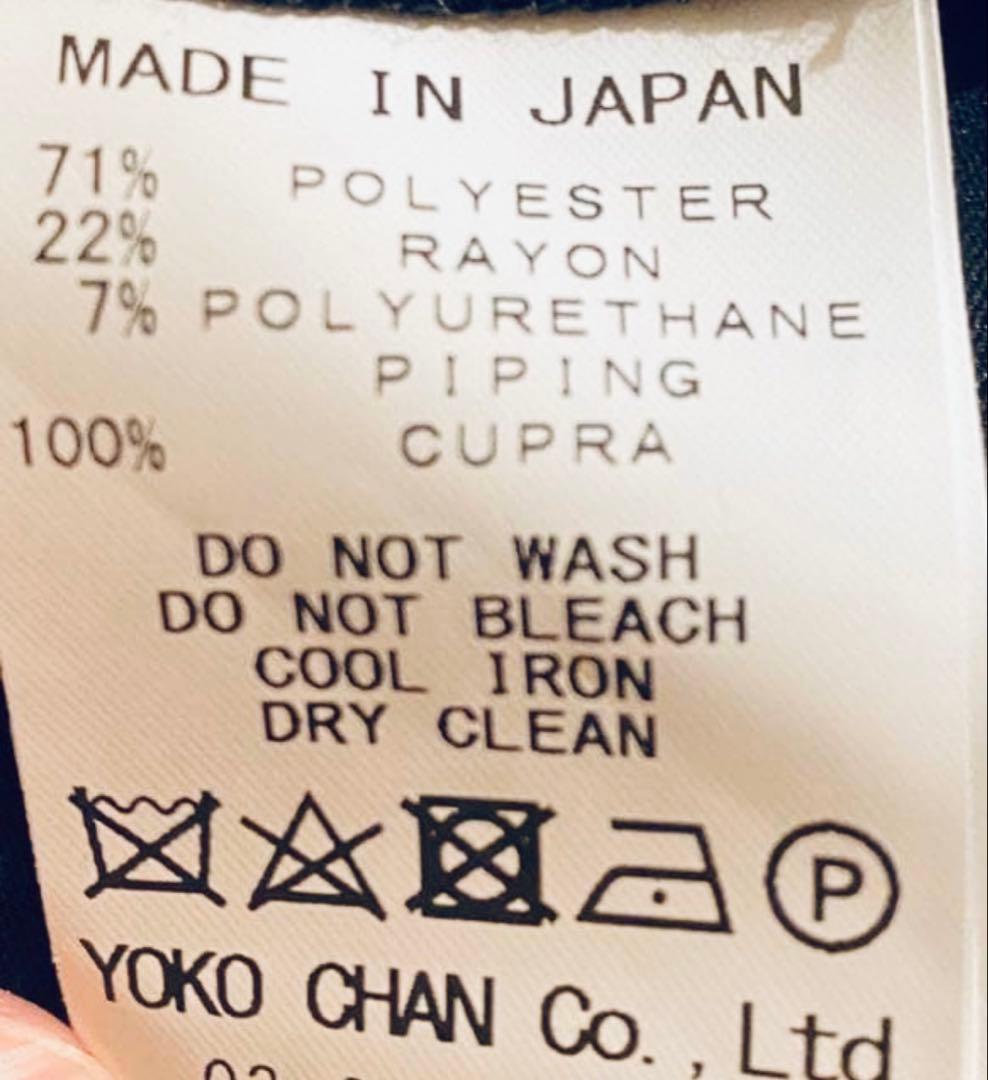 MADE IN JAPAN
71% POLYESTER
22% RAYON
7% POLYURETHANE
PIPING
100% CUPRA
DO NOT WASH
DO NOT BLEACH
COOL IRON
DRY CLEAN
P
YOKO CHAN Co.,Ltd